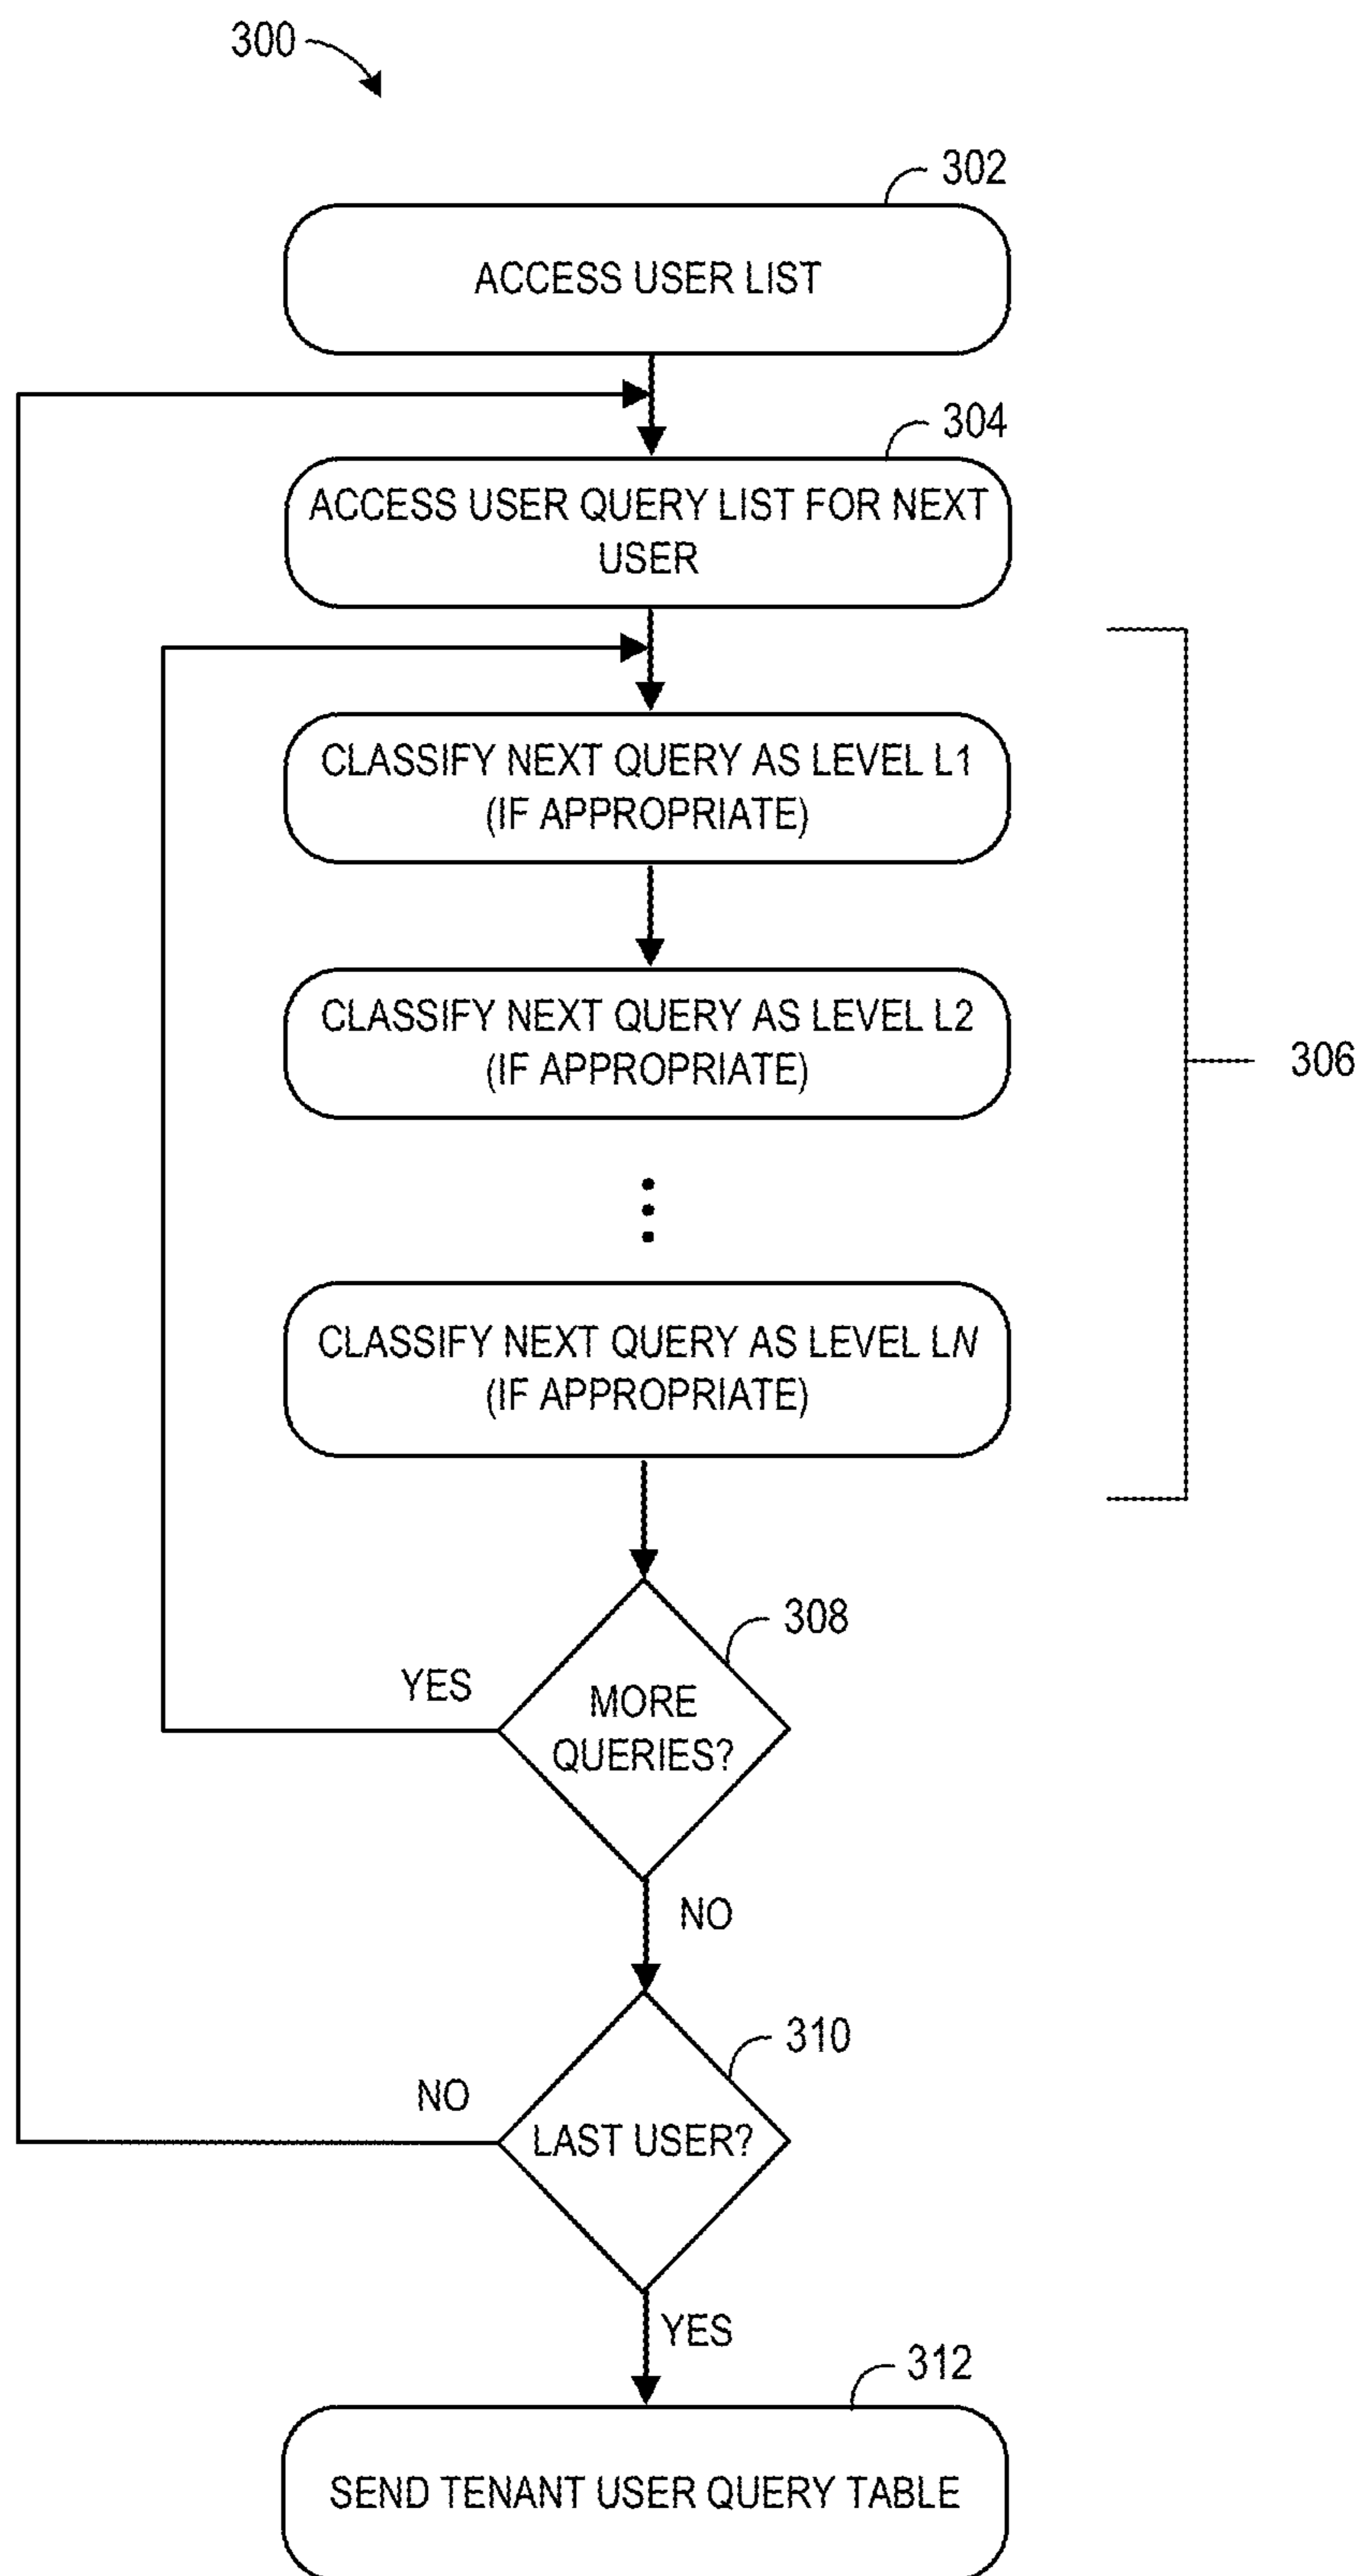 300
302
ACCESS USER LIST
304
ACCESS USER QUERY LIST FOR NEXT
USER
CLASSIFY NEXT QUERY AS LEVEL L1
(IF APPROPRIATE)
CLASSIFY NEXT QUERY AS LEVEL L2
(IF APPROPRIATE)
306
CLASSIFY NEXT QUERY AS LEVEL LN
(IF APPROPRIATE)
308
YES
MORE
QUERIES?
NO
310
NO
LAST USER?
YES
312
SEND TENANT USER QUERY TABLE